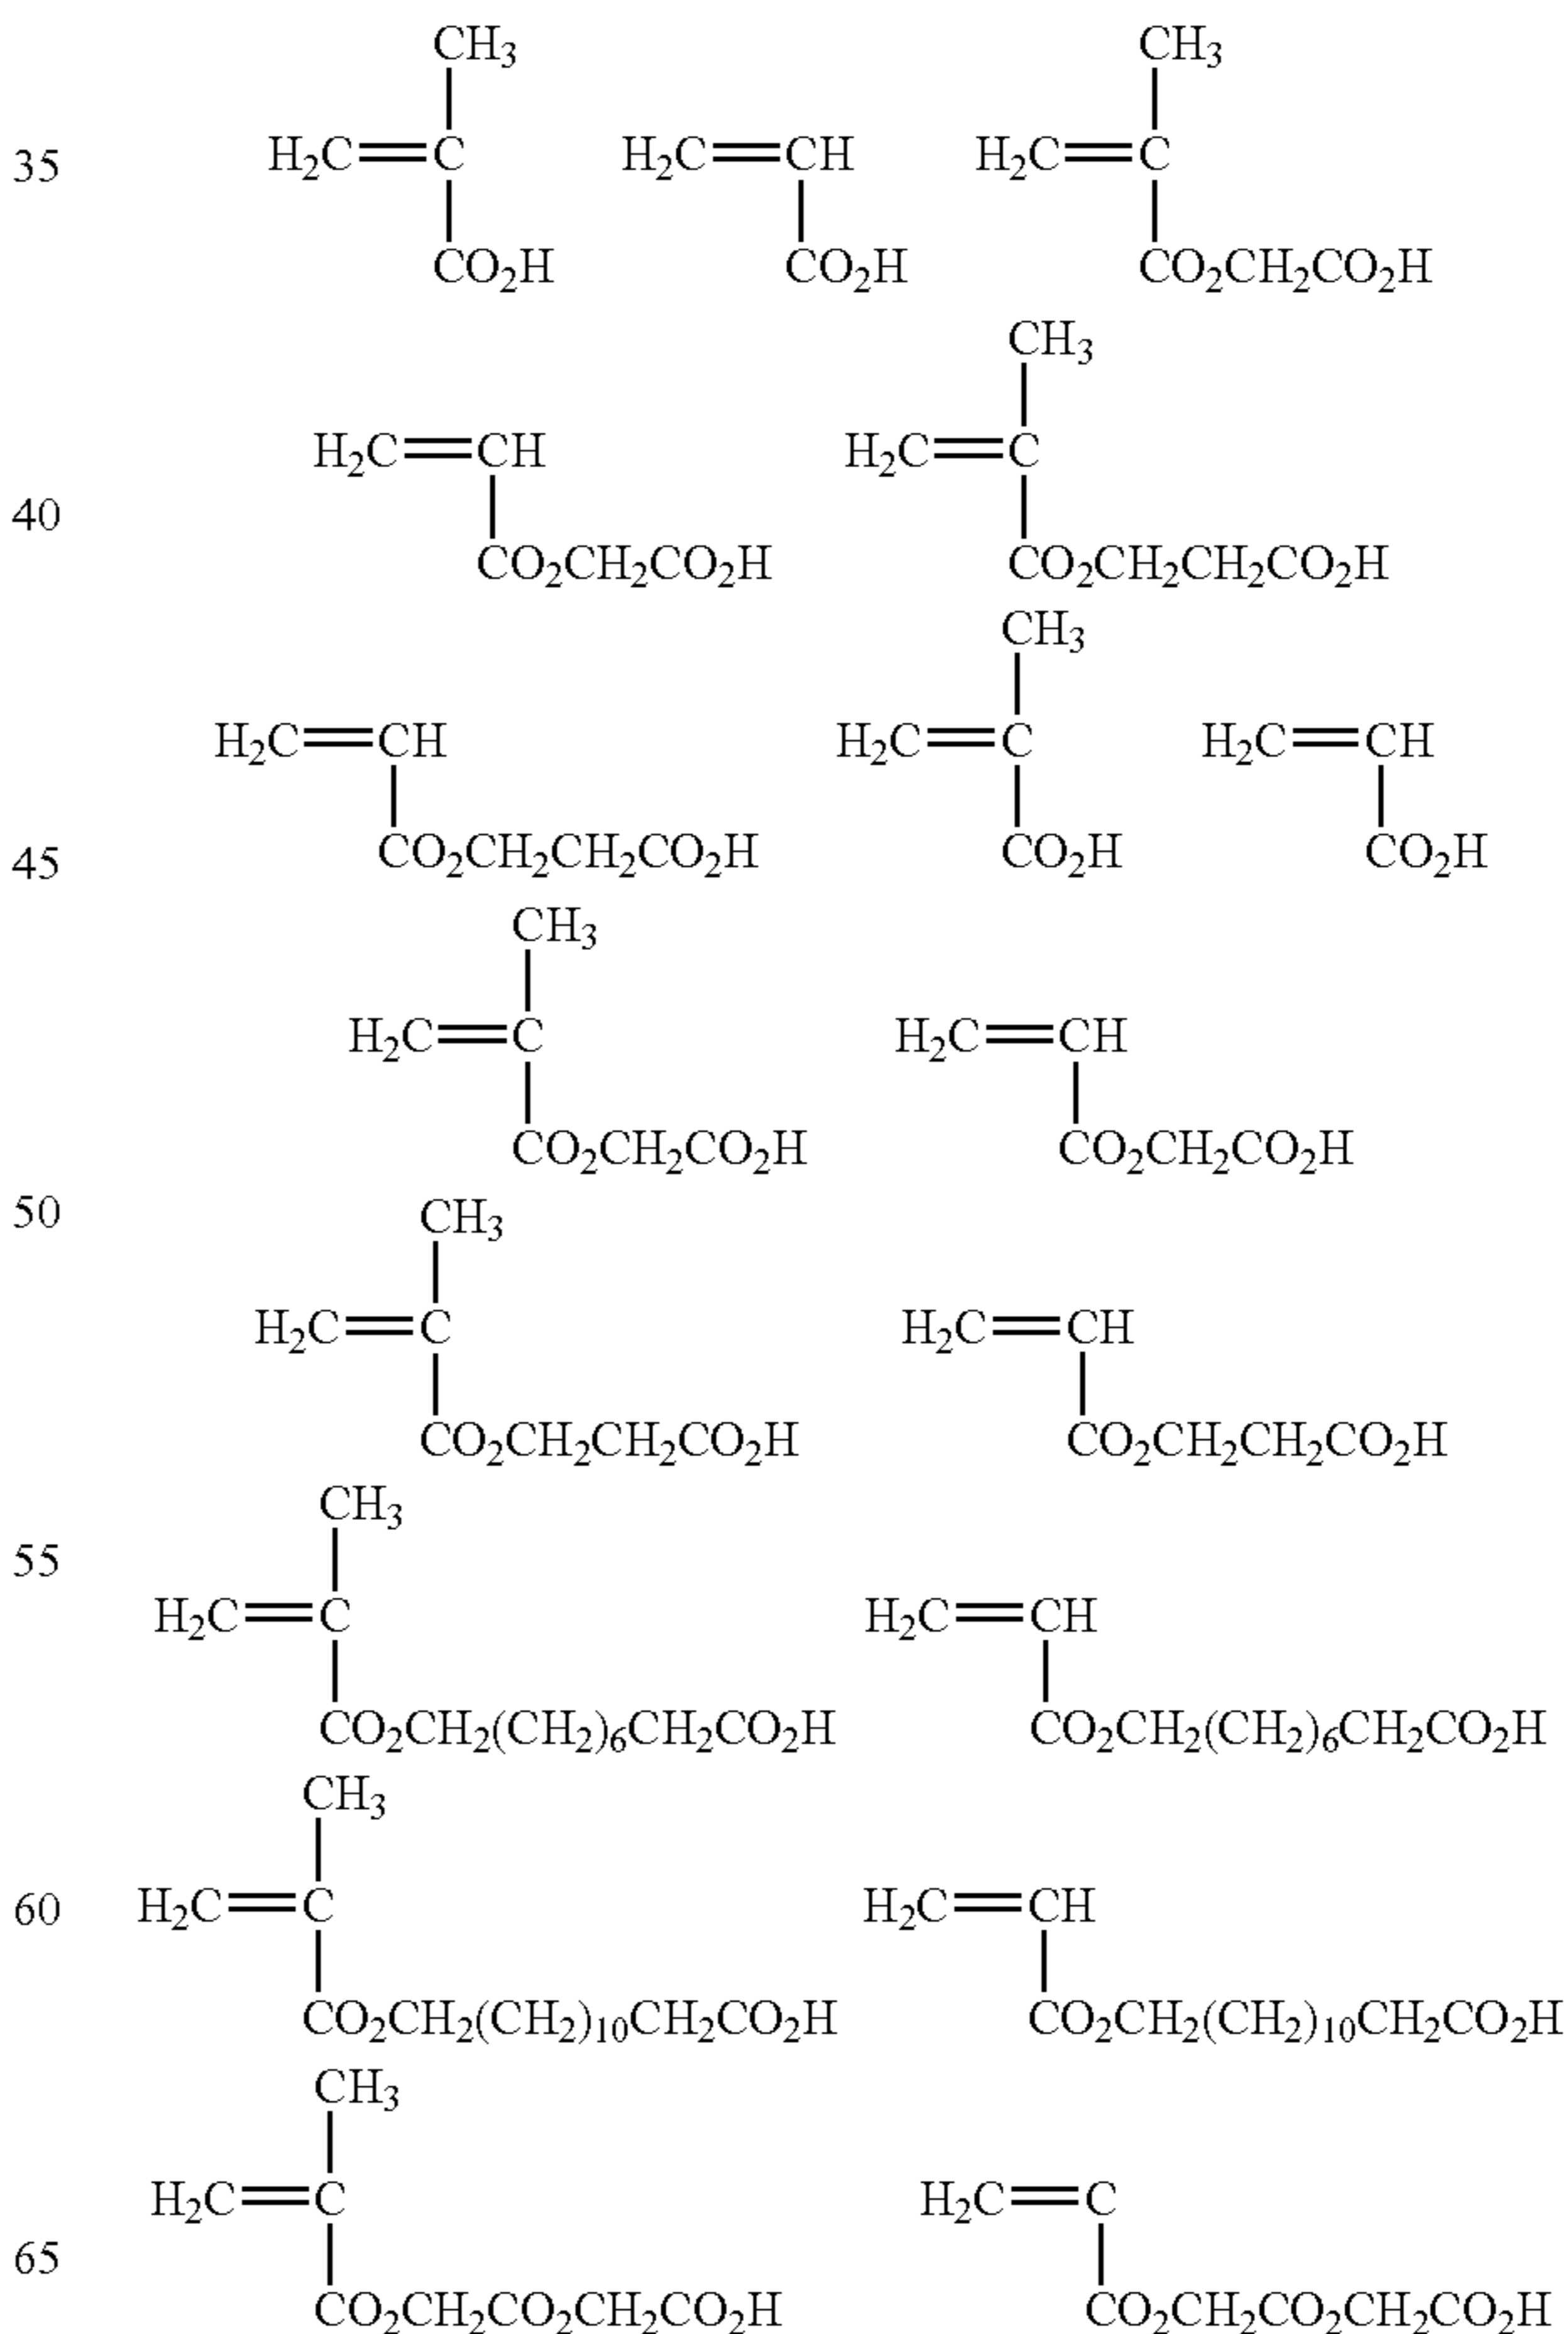 CH₃ CH₃
35 H₂C=C H₂C=CH H₂C=C
CO₂H CO₂H CO₂CH₂CO₂H
CH₃
H₂C=CH H₂C=C
40
CO₂CH₂CO₂H CO₂CH₂CH₂CO₂H
CH₃
H₂C=CH H₂C=C H₂C=CH
45 CO₂CH₂CH₂CO₂H CO₂H CO₂H
CH₃
H₂C=C H₂C=CH
CO₂CH₂CO₂H CO₂CH₂CO₂H
50 CH₃
H₂C=C H₂C=CH
CO₂CH₂CH₂CO₂H CO₂CH₂CH₂CO₂H
CH₃
55
H₂C=C H₂C=CH
CO₂CH₂(CH₂)₆CH₂CO₂H CO₂CH₂(CH₂)₆CH₂CO₂H
CH₃
60 H₂C=C H₂C=CH
CO₂CH₂(CH₂)₁₀CH₂CO₂H CO₂CH₂(CH₂)₁₀CH₂CO₂H
CH₃
H₂C=C H₂C=C
65
CO₂CH₂CO₂CH₂CO₂H CO₂CH₂CO₂CH₂CO₂H